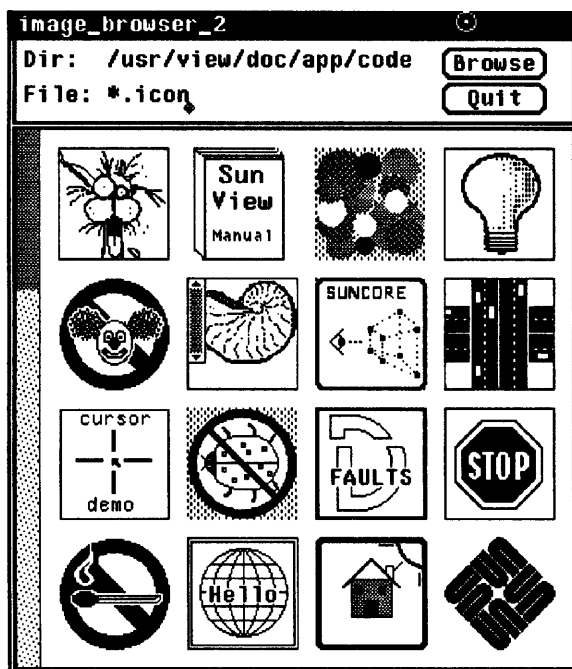 image_browser_2
Dir: /usr/view/doc/app/code
Browse
File: *.icon
Quit
Sun
View
Manual
SUNCORE
cursor
demo
D
FAULTS
STOP
Hello